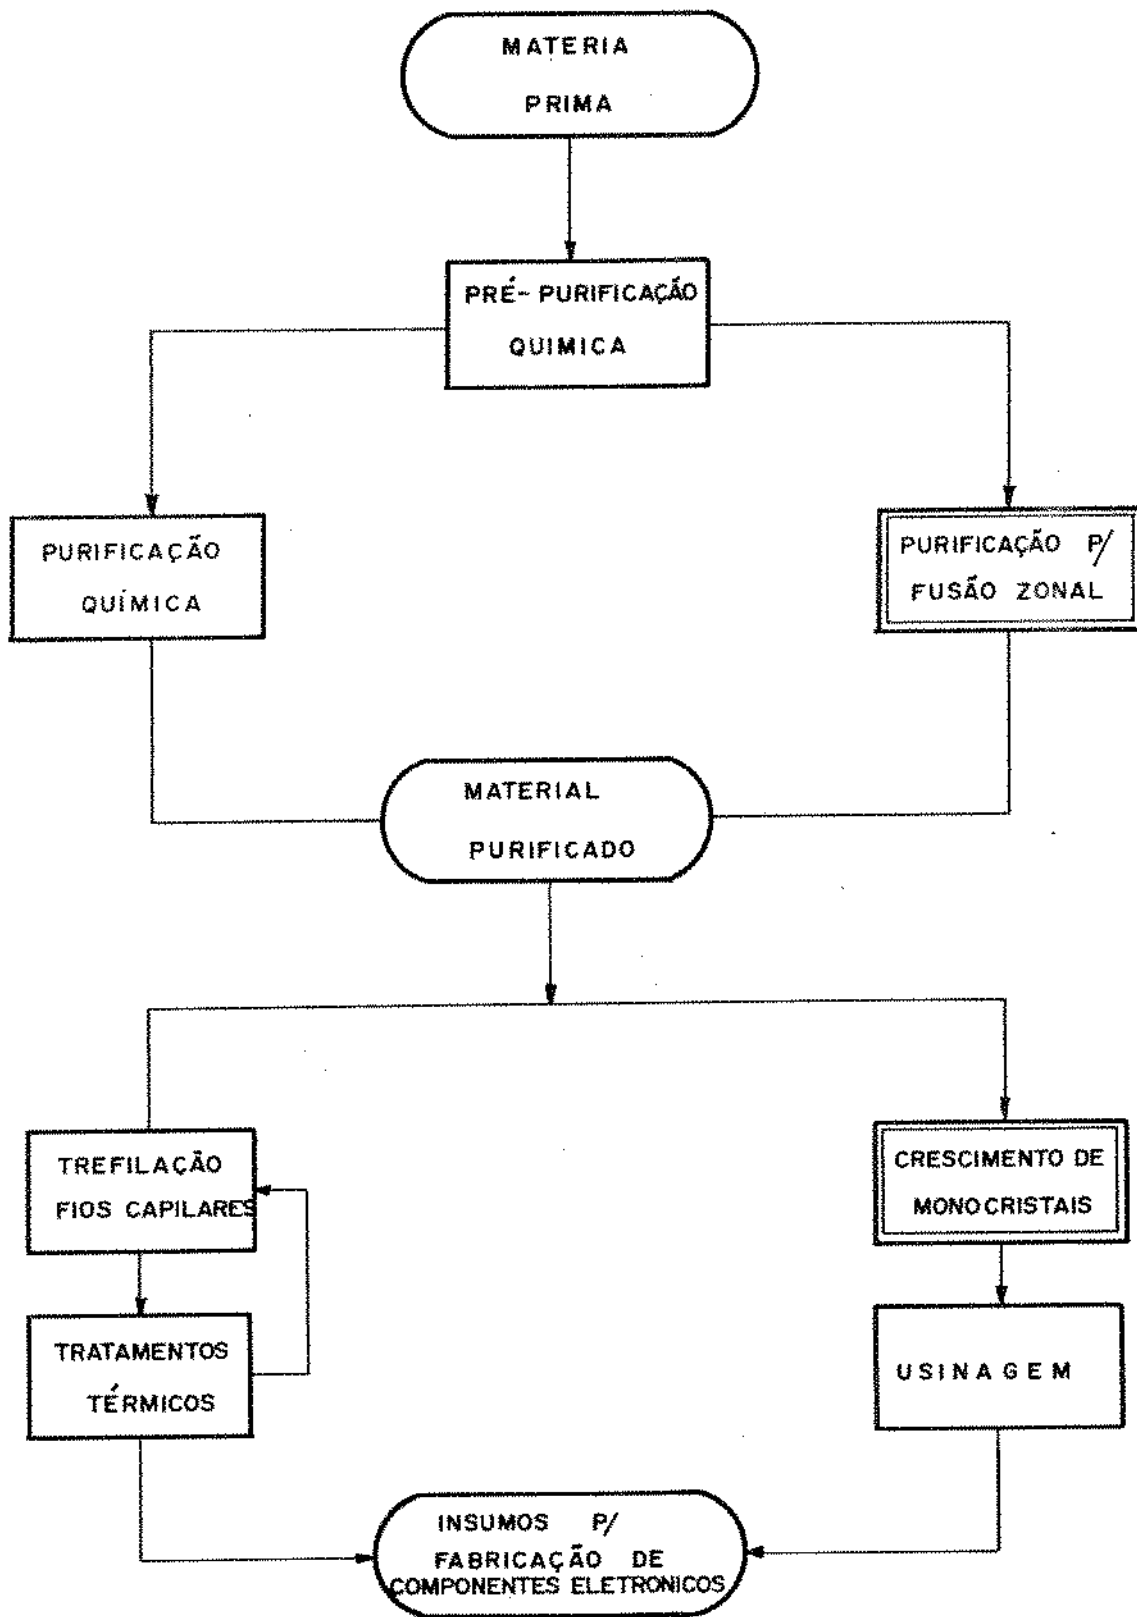 MATERIA
PRIMA
PRÉ-PURIFICAÇÃO
QUIMICA
PURIFICAÇÃO
QUÍMICA
PURIFICAÇÃO P/
FUSÃO ZONAL
MATERIAL
PURIFICADO
TREFILAÇÃO
FIOS CAPILARES
CRESCIMENTO DE
MONOCRISTAIS
TRATAMENTOS
TÉRMICOS
USINAGEM
INSUMOS P/
FABRICAÇÃO DE
COMPONENTES ELETRONICOS